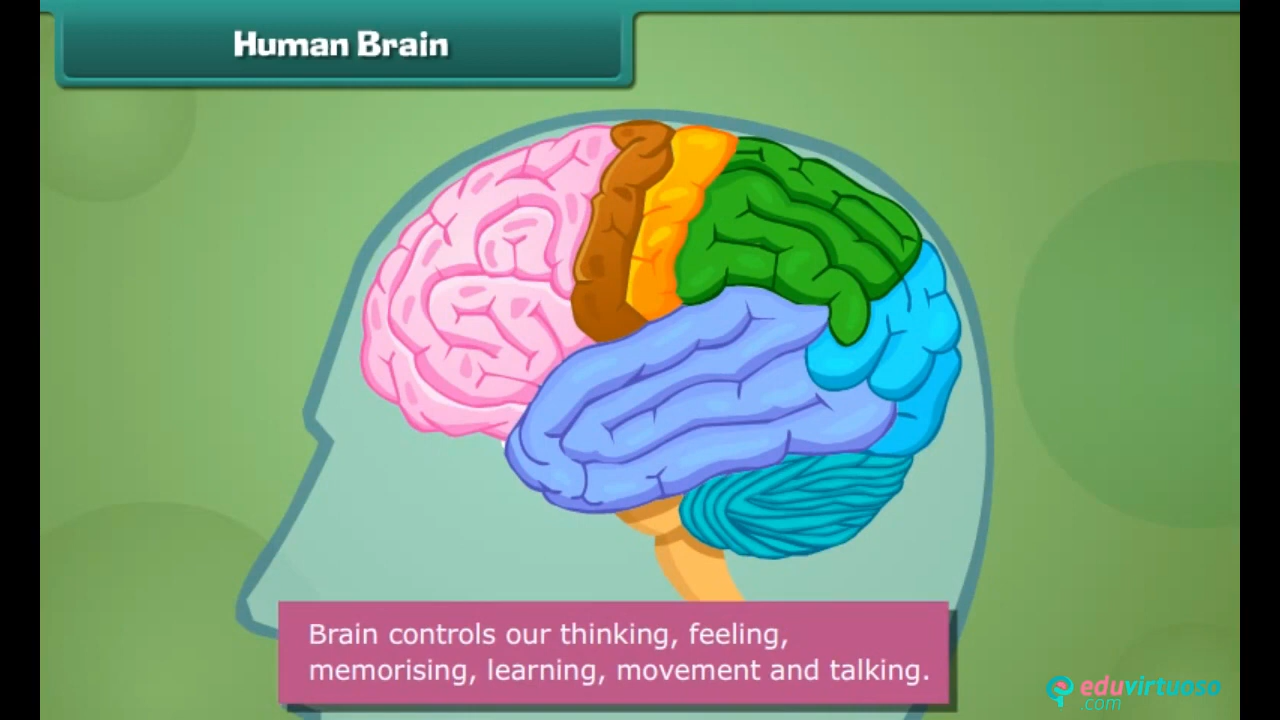 Human Brain
Brain controls our thinking, feeling,
memorising, learning, movement and talking.
eduvirtuoso
.com